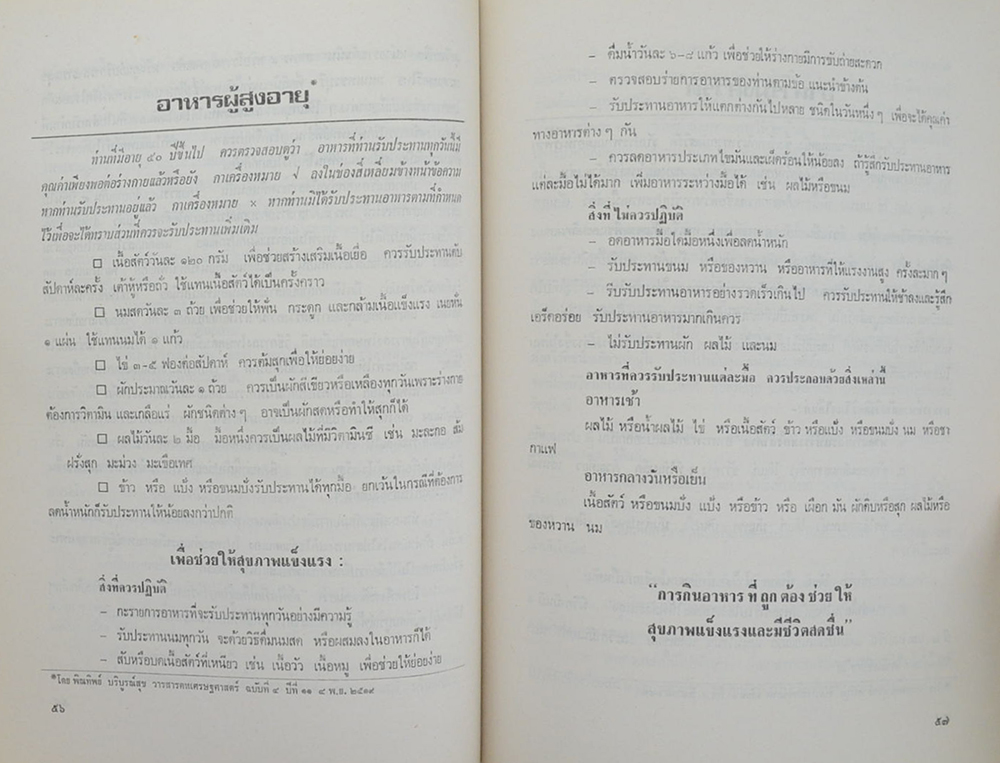 อาหารผู้สูงอายุ*
ท่านที่มีอายุ ๔๐ ปีขึ้นไป ควรตรวจสอบดูว่า อาหารที่ท่านรับประทานทุกวันนี้มี
คุณค่าเพียงพอต่อร่างกายแล้วหรือยัง กาเครื่องหมาย √ ลงในช่องสี่เหลี่ยมข้างหน้าข้อความ
หากท่านรับประทานอยู่แล้ว กาเครื่องหมาย × หากท่านมิได้รับประทานอาหารตามที่กำหนด
ไว้เพื่อจะได้ทราบส่วนที่ควรจะรับประทานเพิ่มเติม
□ เนื้อสัตว์วันละ ๑๒๐ กรัม เพื่อช่วยสร้างเสริมเนื้อเยื่อ ควรรับประทานตับ
สัปดาห์ละครั้ง เต้าหู้หรือถั่ว ใช้แทนเนื้อสัตว์ได้เป็นครั้งคราว
□ นมสดวันละ ๓ ถ้วย เพื่อช่วยให้ฟัน กระดูก และกล้ามเนื้อแข็งแรง เนยหั่น
๑ แผ่น ใช้แทนนมได้ ๑ แก้ว
□ ไข่ ๓-๕ ฟองต่อสัปดาห์ ควรต้มสุกเพื่อให้ย่อยง่าย
□ ผักประมาณวันละ ๑ ถ้วย ควรเป็นผักสีเขียวหรือเหลืองทุกวันเพราะร่างกาย
ต้องการวิตามิน และเกลือแร่ ผักชนิดต่างๆ อาจเป็นผักสดหรือทำให้สุกก็ได้
□ ผลไม้วันละ ๒ มื้อ มื้อหนึ่งควรเป็นผลไม้ที่มีวิตามินซี เช่น มะละกอ ส้ม
ฝรั่งสุก มะม่วง มะเขือเทศ
□ ข้าว หรือ แป้ง หรือขนมปังรับประทานได้ทุกมื้อ ยกเว้นในกรณีที่ต้องการ
ลดน้ำหนักก็รับประทานให้น้อยลงกว่าปกติ
เพื่อช่วยให้สุขภาพแข็งแรง :
สิ่งที่ควรปฏิบัติ
– กะรายการอาหารที่จะรับประทานทุกวันอย่างมีความรู้
– รับประทานนมทุกวัน จะด้วยวิธีดื่มนมสด หรือผสมลงในอาหารก็ได้
– สับหรือบดเนื้อสัตว์ที่เหนียว เช่น เนื้อวัว เนื้อหมู เพื่อช่วยให้ย่อยง่าย
*โดย พิณทิพย์ บริบูรณ์สุข วารสารคหเศรษฐศาสตร์ ฉบับที่ ๔ ปีที่ ๑๑ ๔ พ.ย. ๒๕๑๙
๕๖
– ดื่มน้ำวันละ ๖-๘ แก้ว เพื่อช่วยให้ร่างกายมีการขับถ่ายสะดวก
– ตรวจสอบรายการอาหารของท่านตามข้อ แนะนำข้างต้น
– รับประทานอาหารให้แตกต่างกันไปหลาย ชนิดในวันหนึ่งๆ เพื่อจะได้คุณค่า
ทางอาหารต่างๆ กัน
– ควรลดอาหารประเภทไขมันและเผ็ดร้อนให้น้อยลง ถ้ารู้สึกรับประทานอาหาร
แต่ละมื้อไม่ได้มาก เพิ่มอาหารระหว่างมื้อได้ เช่น ผลไม้หรือขนม
สิ่งที่ไม่ควรปฏิบัติ
– อดอาหารมื้อใดมื้อหนึ่งเพื่อลดน้ำหนัก
– รับประทานขนม หรือของหวาน หรืออาหารที่ให้แรงงานสูง ครั้งละมากๆ
– รีบรับประทานอาหารอย่างรวดเร็วเกินไป ควรรับประทานให้ช้าลงและรู้สึก
เอร็ดอร่อย รับประทานอาหารมากเกินควร
– ไม่รับประทานผัก ผลไม้ และนม
อาหารที่ควรรับประทานแต่ละมื้อ ควรประกอบด้วยสิ่งเหล่านี้
อาหารเช้า
ผลไม้ หรือน้ำผลไม้ ไข่ หรือเนื้อสัตว์ ข้าว หรือแป้ง หรือขนมปัง นม หรือชา
กาแฟ
อาหารกลางวันหรือเย็น
เนื้อสัตว์ หรือขนมปัง แป้ง หรือข้าว หรือ เผือก มัน ผักดิบหรือสุก ผลไม้หรือ
ของหวาน นม
“การกินอาหาร ที่ ถูก ต้อง ช่วย ให้
สุขภาพแข็งแรงและมีชีวิตสดชื่น”
๕๗